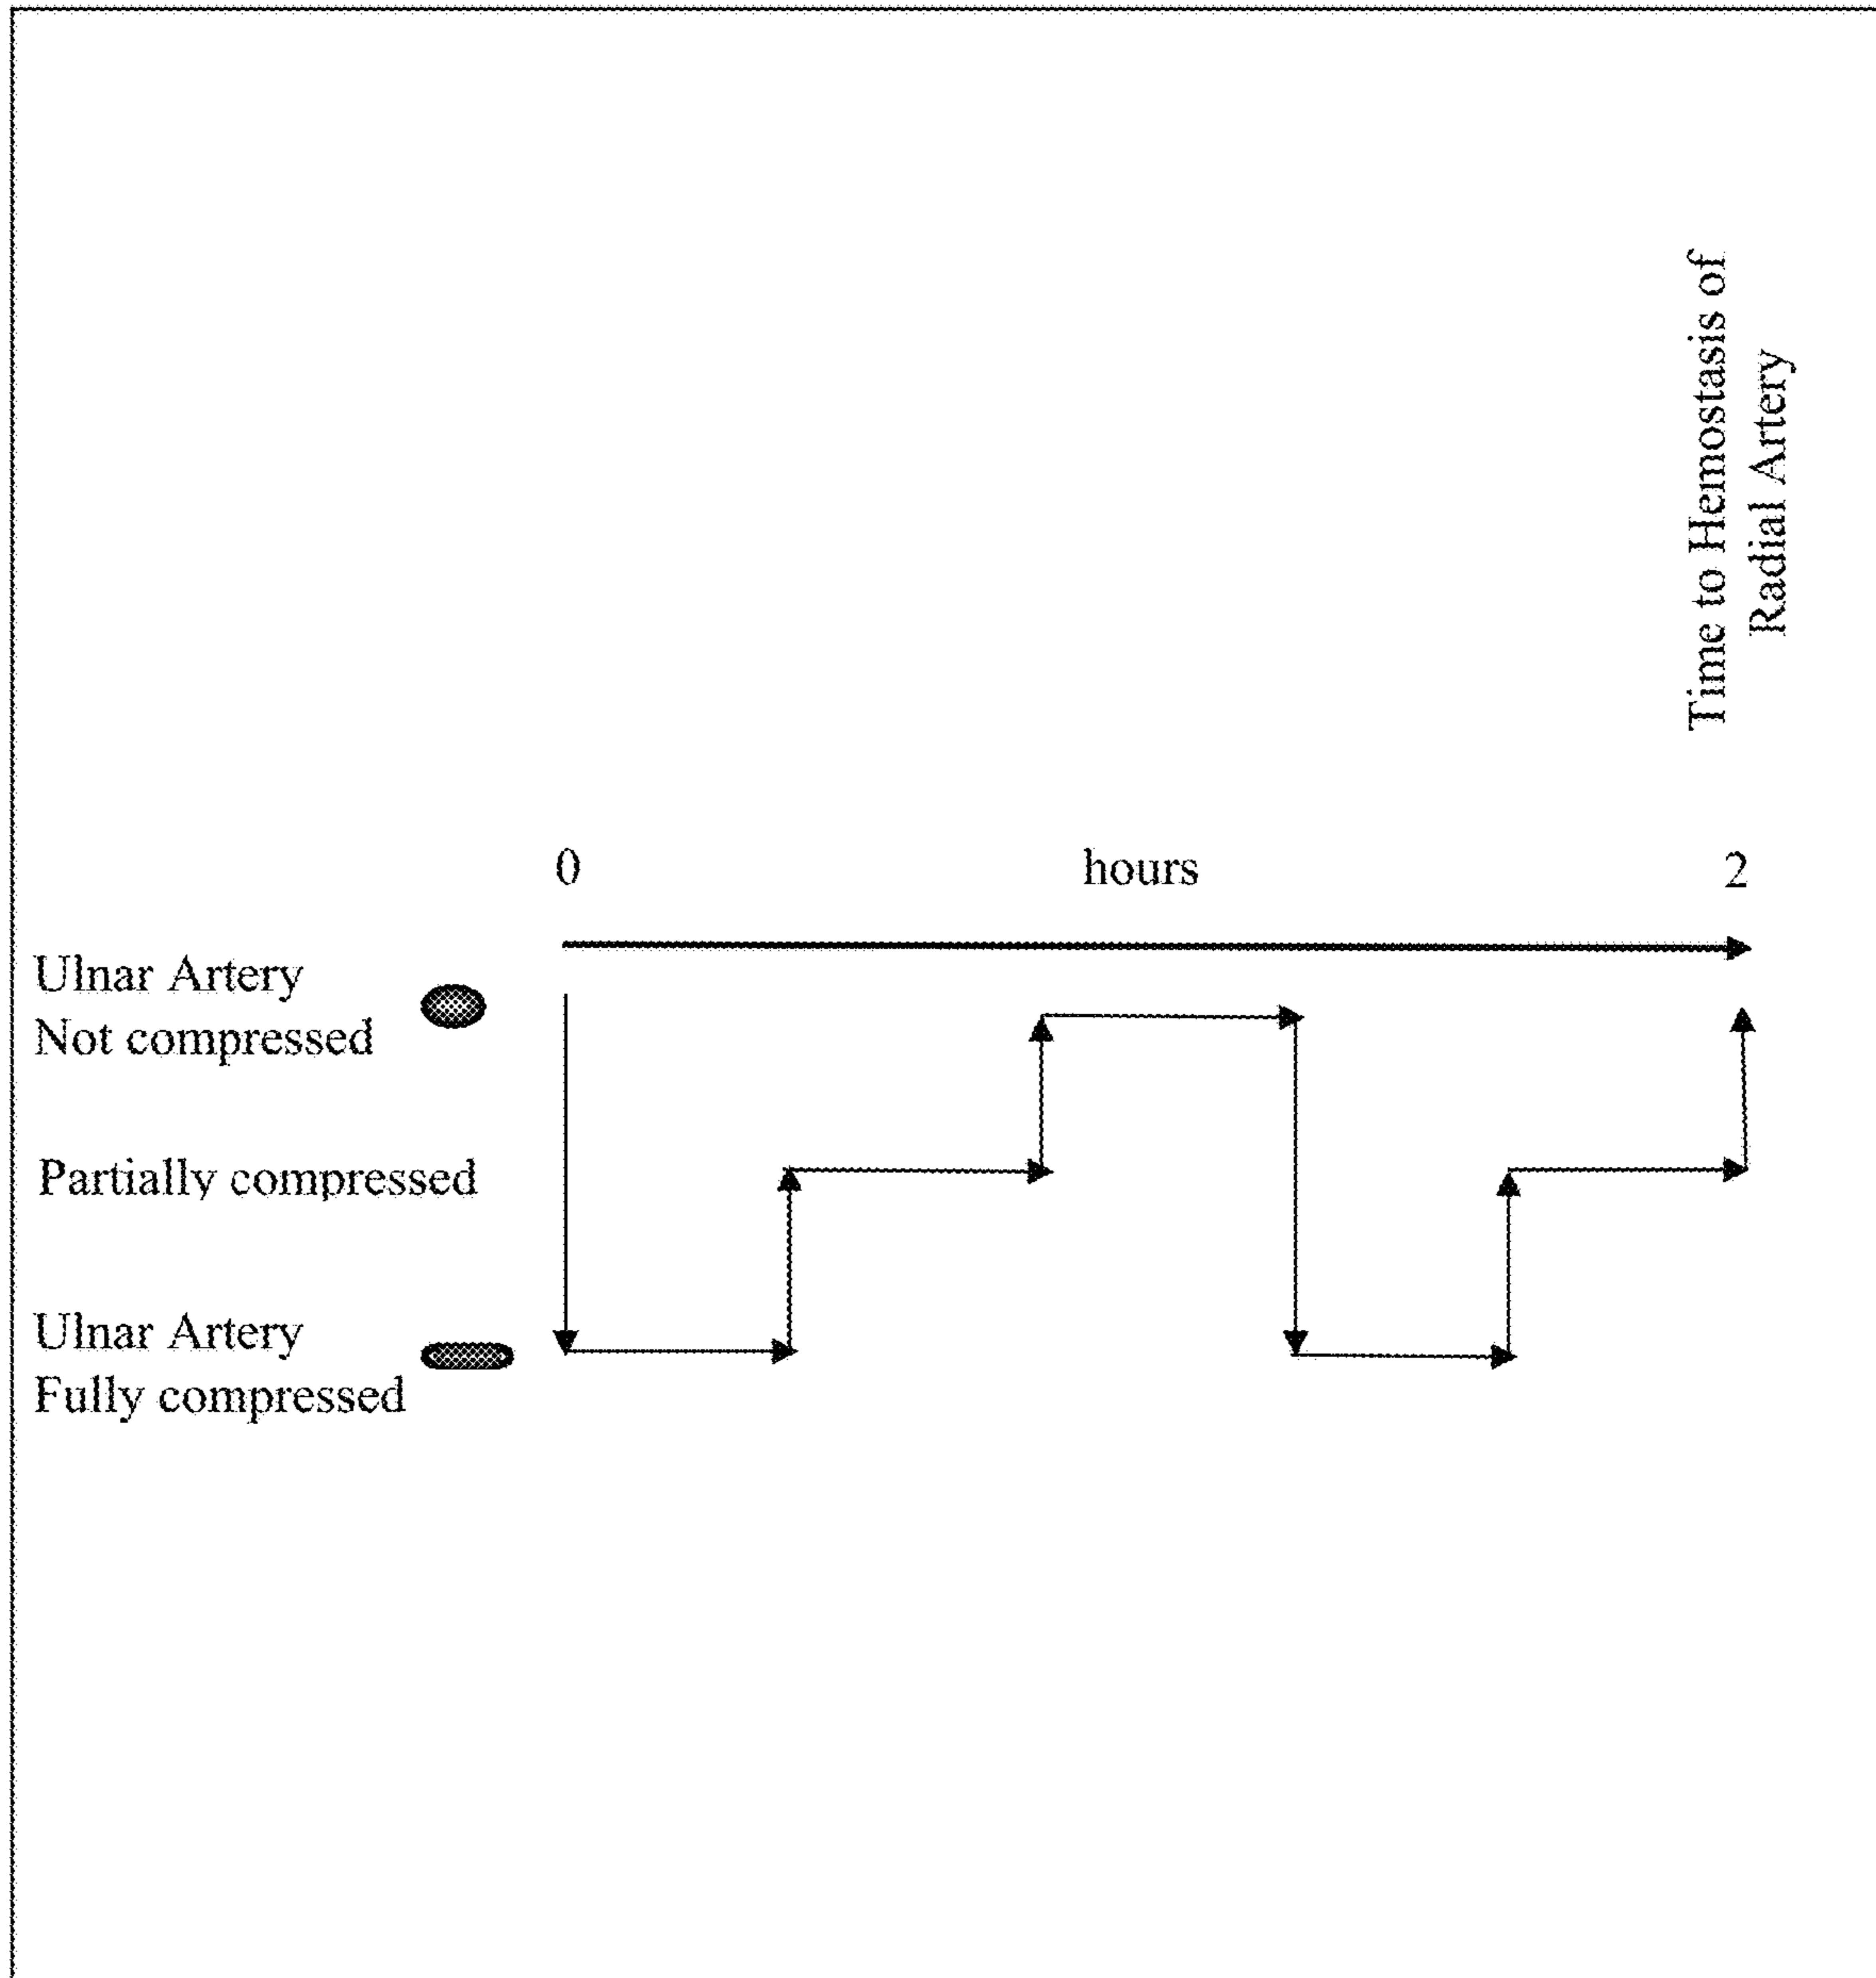 Time to Hemostasis of
Radial Artery
0 hours 2
Ulnar Artery
Not compressed
Partially compressed
Ulnar Artery
Fully compressed